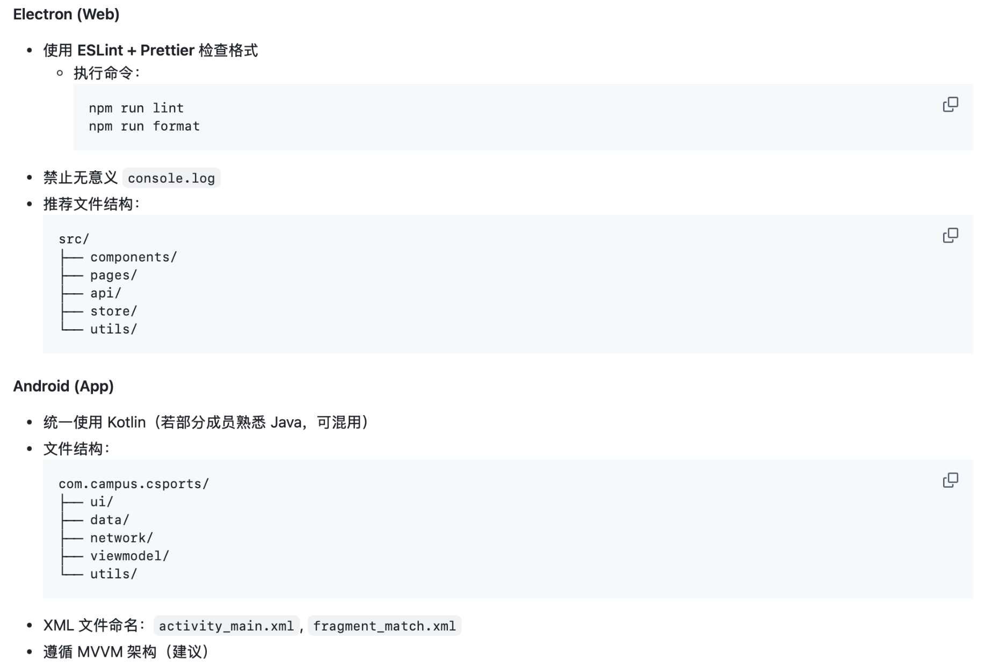 Electron (Web)
• 使用 ESLint + Prettier 检查格式
◦ 执行命令：
npm run lint
npm run format
• 禁止无意义 console.log
• 推荐文件结构：
src/
├── components/
├── pages/
├── api/
├── store/
└── utils/
Android (App)
• 统一使用 Kotlin（若部分成员熟悉 Java，可混用）
• 文件结构：
com.campus.csports/
├── ui/
├── data/
├── network/
├── viewmodel/
└── utils/
• XML 文件命名： activity_main.xml, fragment_match.xml
• 遵循 MVVM 架构（建议）